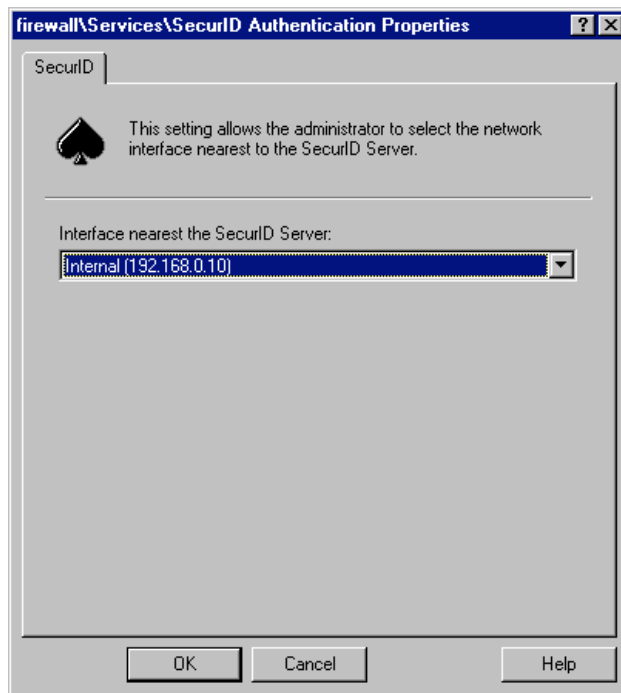 firewall\Services\SecurID Authentication Properties
SecurID
This setting allows the administrator to select the network
interface nearest to the SecurID Server.
Interface nearest the SecurID Server:
Internal (192.168.0.10)
OK Cancel Help